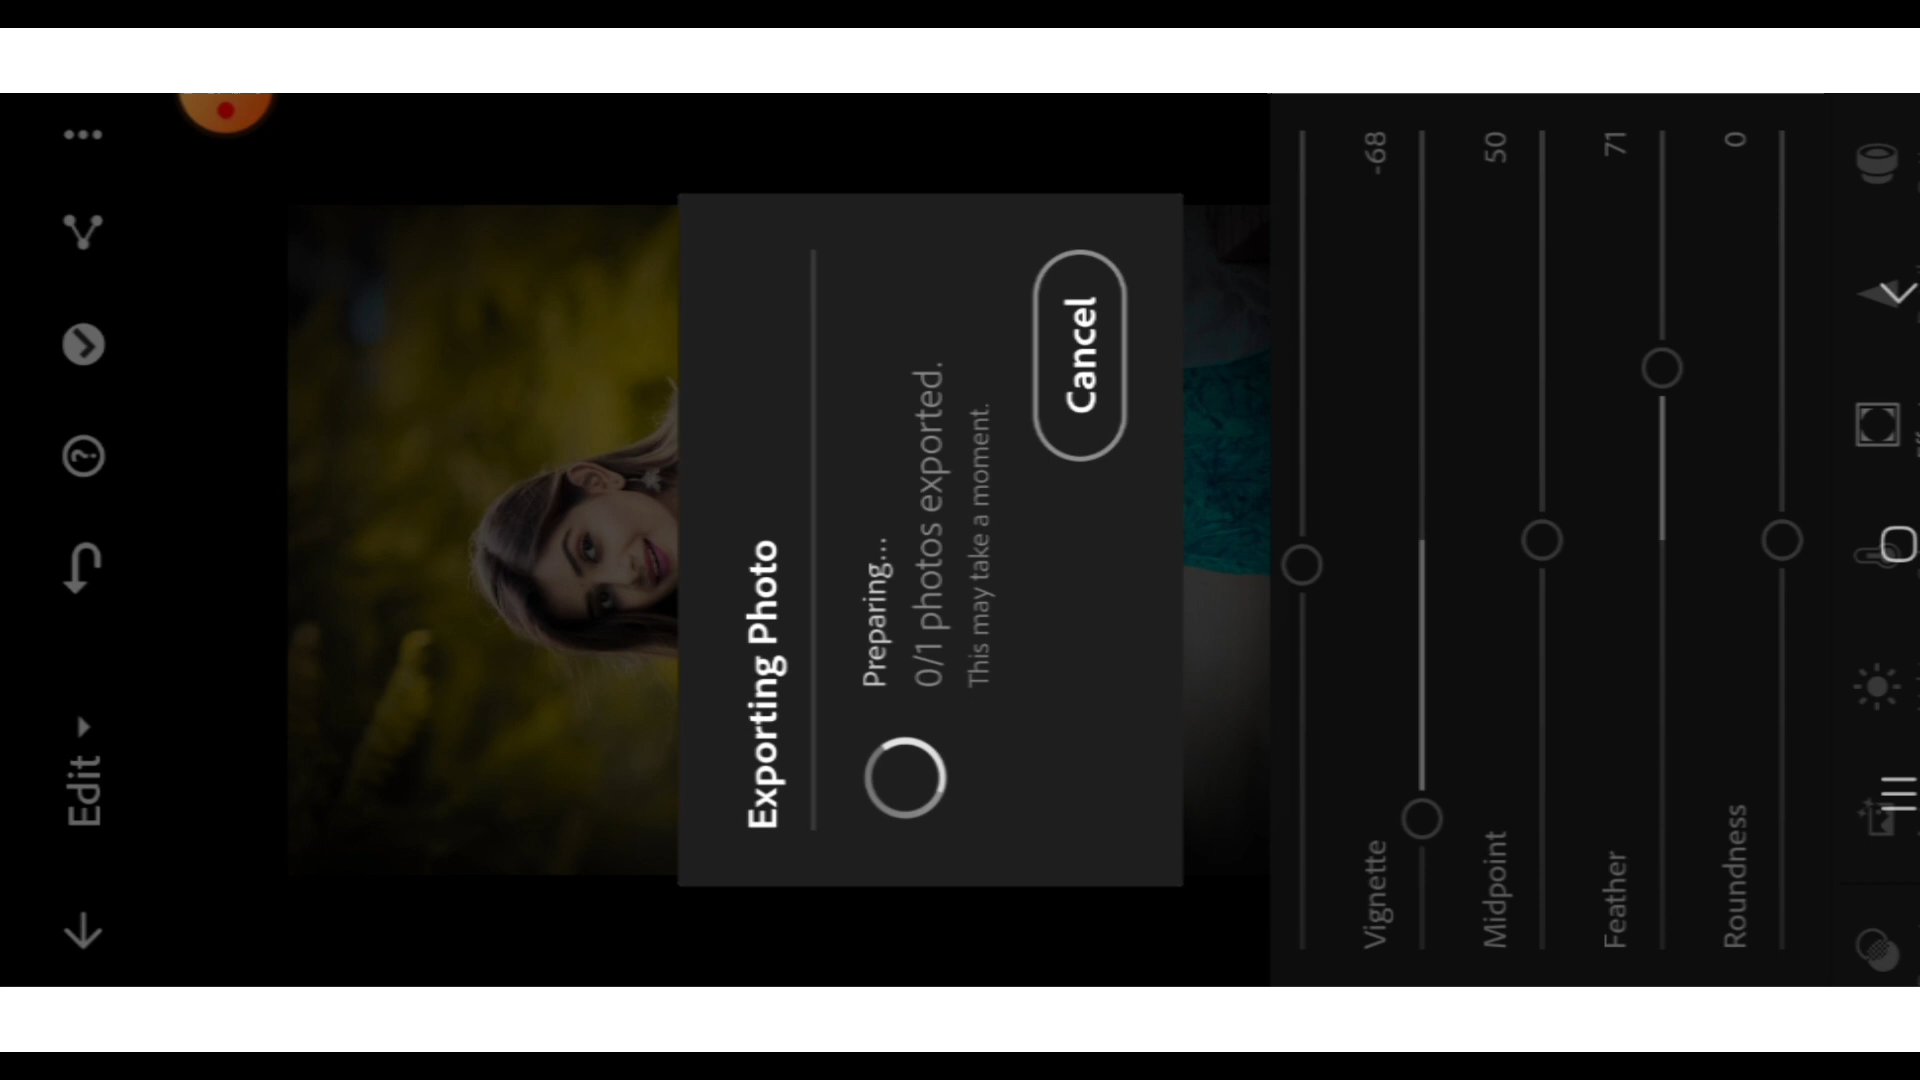 Edit
Exporting Photo
Preparing...
0/1 photos exported.
This may take a moment.
Cancel
Vignette -68
Midpoint 50
Feather 71
Roundness 0